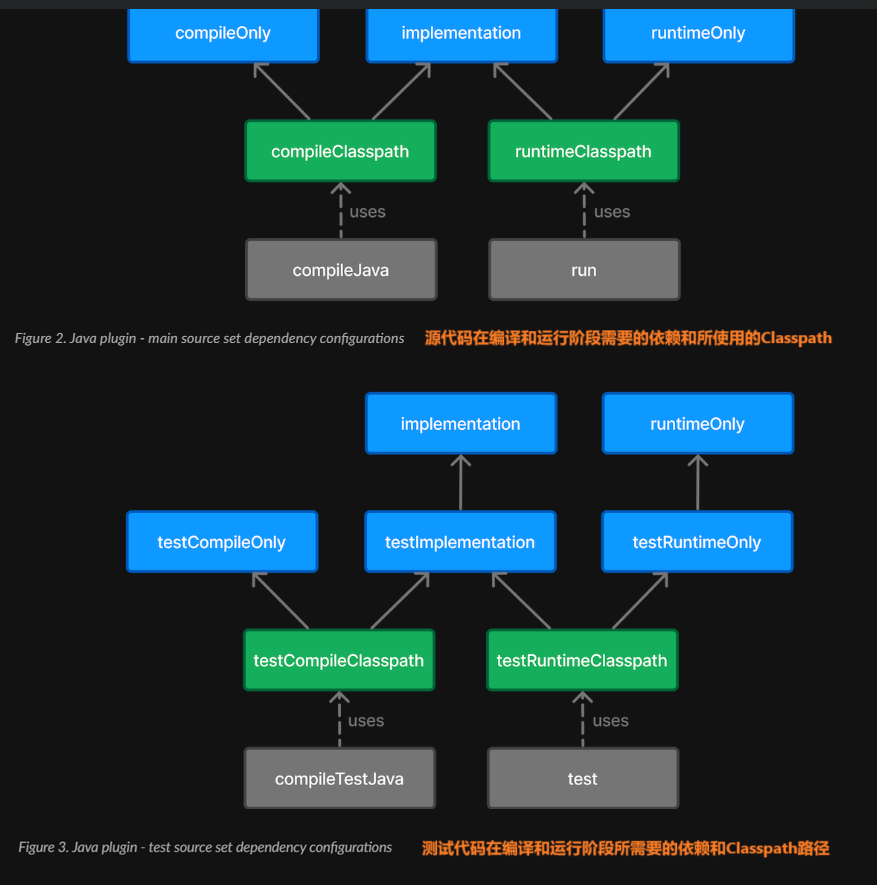 compileOnly implementation runtimeOnly
compileClasspath runtimeClasspath
uses uses
compileJava run
Figure 2. Java plugin - main source set dependency configurations 源代码在编译和运行阶段需要的依赖和所使用的Classpath
implementation runtimeOnly
testCompileOnly testImplementation testRuntimeOnly
testCompileClasspath testRuntimeClasspath
uses uses
compileTestJava test
Figure 3. Java plugin - test source set dependency configurations 测试代码在编译和运行阶段所需要的依赖和Classpath路径